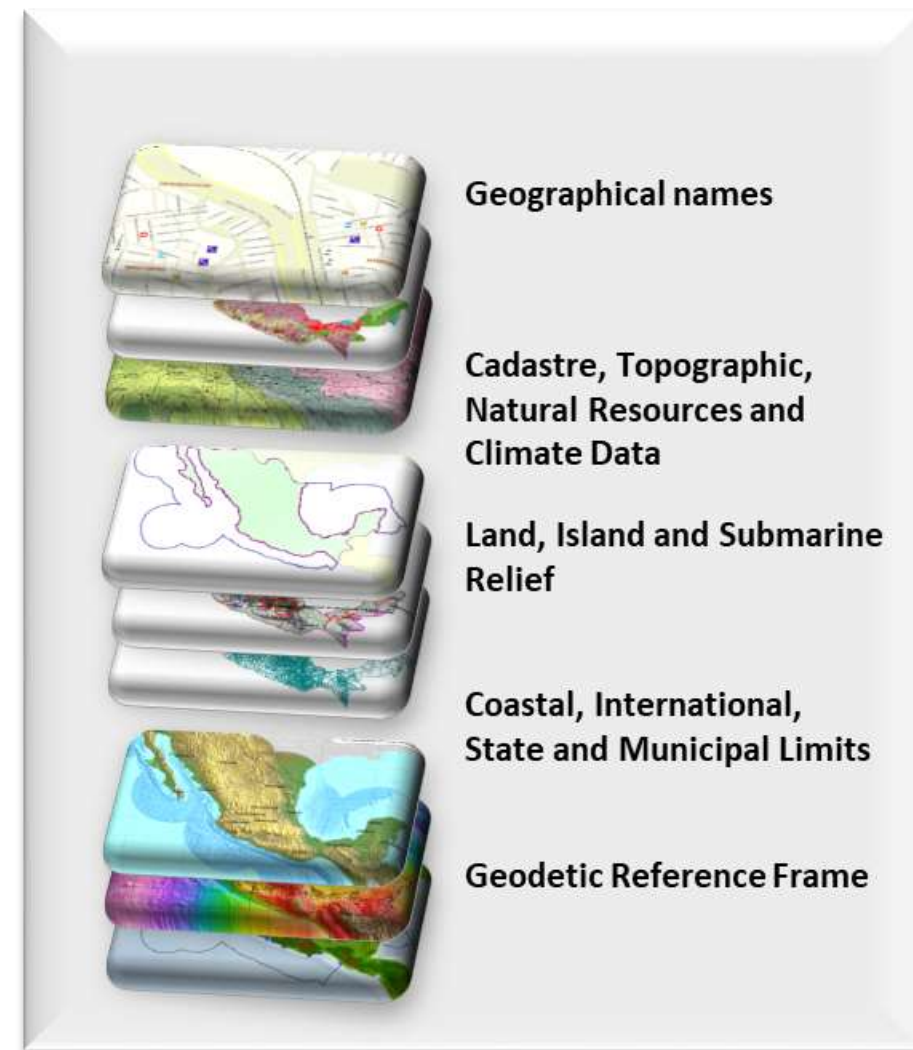 Geographical names
Cadastre, Topographic,
Natural Resources and
Climate Data
Land, Island and Submarine
Relief
Coastal, International,
State and Municipal Limits
Geodetic Reference Frame